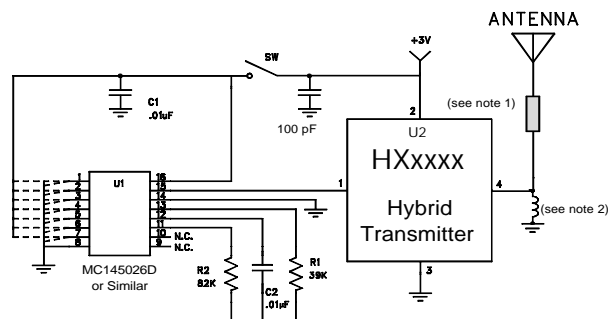 ANTENNA
+3V
SW
(see note 1)
C1
.01uF
100 pF
2
U2
HXxxxx
Hybrid
Transmitter
1
4
3
(see note 2)
U1
1
2
3
4
5
6
7
8
16
15
14
13
12
11
10
9
N.C.
N.C.
MC145026D
or Similar
R2
82K
C2
.01µF
R1
39K